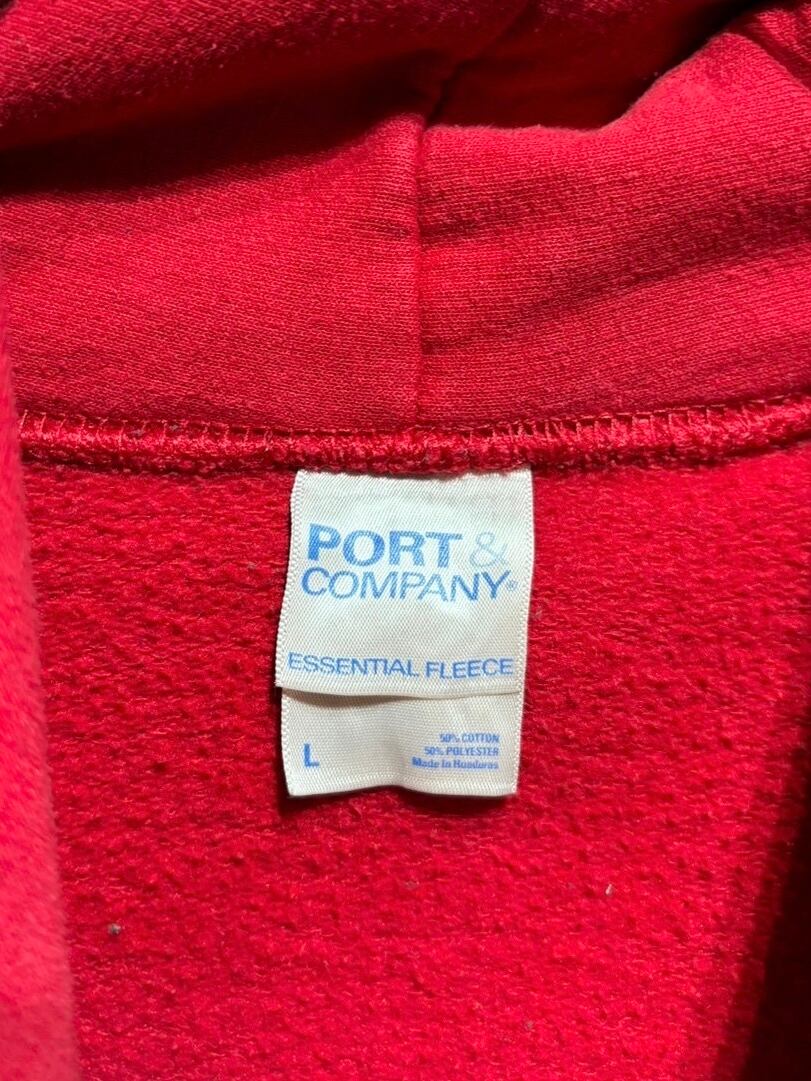 PORT &
COMPANY®
ESSENTIAL FLEECE
L
50% COTTON
50% POLYESTER
Made In Honduras